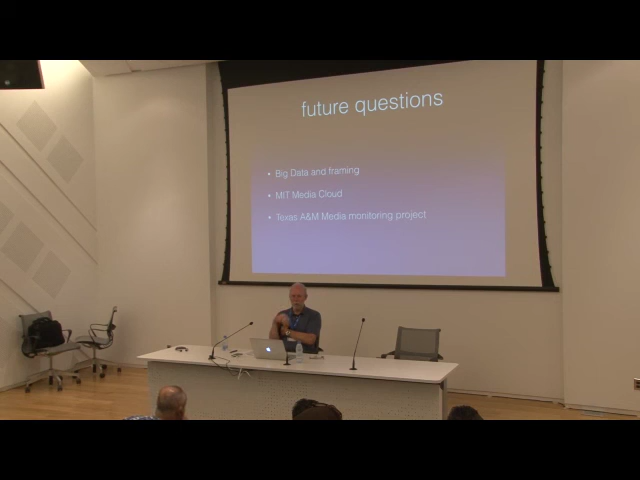 future questions
• Big Data and framing
• MIT Media Cloud
• Texas A&M Media monitoring project